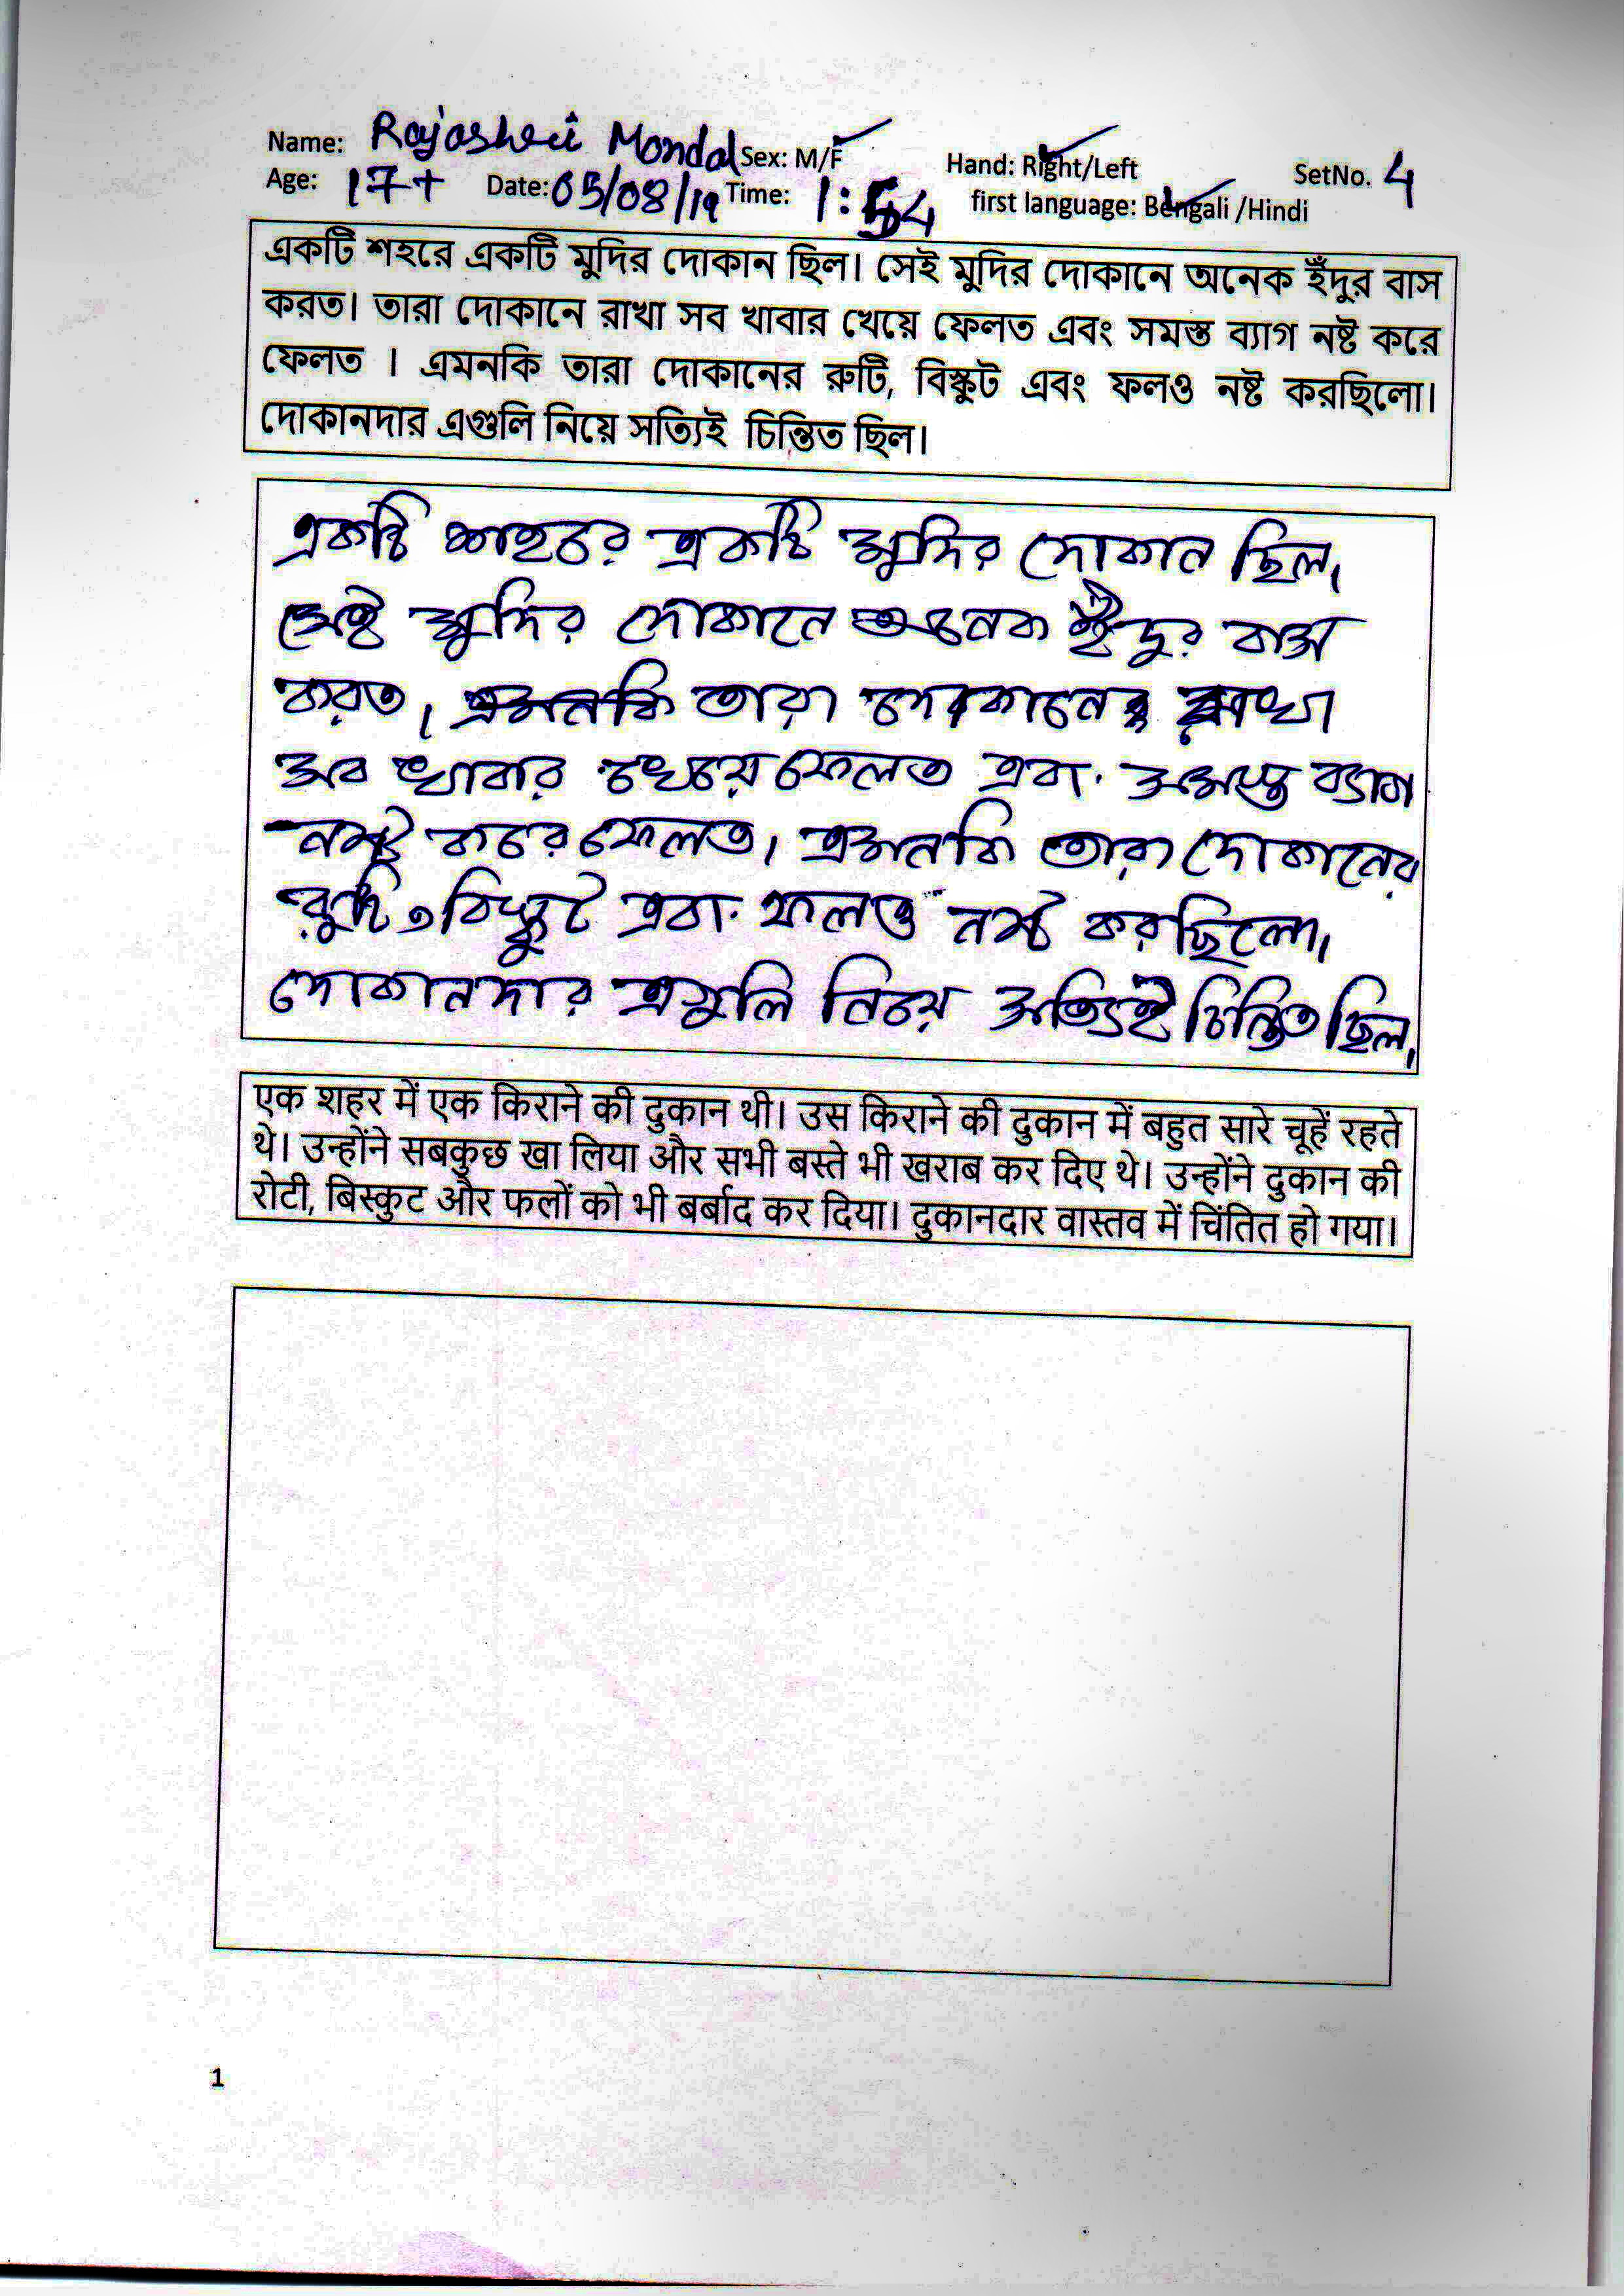 Name: Rajashree Mondal Sex: M/F Hand: Right/Left SetNo. 4
Age: 17+ Date: 05/08/19 Time: 1:54 first language: Bengali /Hindi
একটি শহরে একটি মুদির দোকান ছিল। সেই মুদির দোকানে অনেক ইঁদুর বাস
করত। তারা দোকানে রাখা সব খাবার খেয়ে ফেলত এবং সমস্ত ব্যাগ নষ্ট করে
ফেলত । এমনকি তারা দোকানের রুটি, বিস্কুট এবং ফলও নষ্ট করছিলো।
দোকানদার এগুলি নিয়ে সত্যিই চিন্তিত ছিল।
একটি শহরে একটি মুদির দোকান ছিল।
সেই মুদির দোকানে অনেক ইঁদুর বাস
করত। তারা দোকানে রাখা
সব খাবার খেয়ে ফেলত এবং সমস্ত ব্যাগ
নষ্ট করে ফেলত। এমনকি তারা দোকানের
রুটি, বিস্কুট এবং ফলও নষ্ট করছিলো।
দোকানদার এগুলি নিয়ে সত্যিই চিন্তিত ছিল।
एक शहर में एक किराने की दुकान थी। उस किराने की दुकान में बहुत सारे चूहें रहते
थे। उन्होंने सबकुछ खा लिया और सभी बस्ते भी खराब कर दिए थे। उन्होंने दुकान की
रोटी, बिस्कुट और फलों को भी बर्बाद कर दिया। दुकानदार वास्तव में चिंतित हो गया।
1